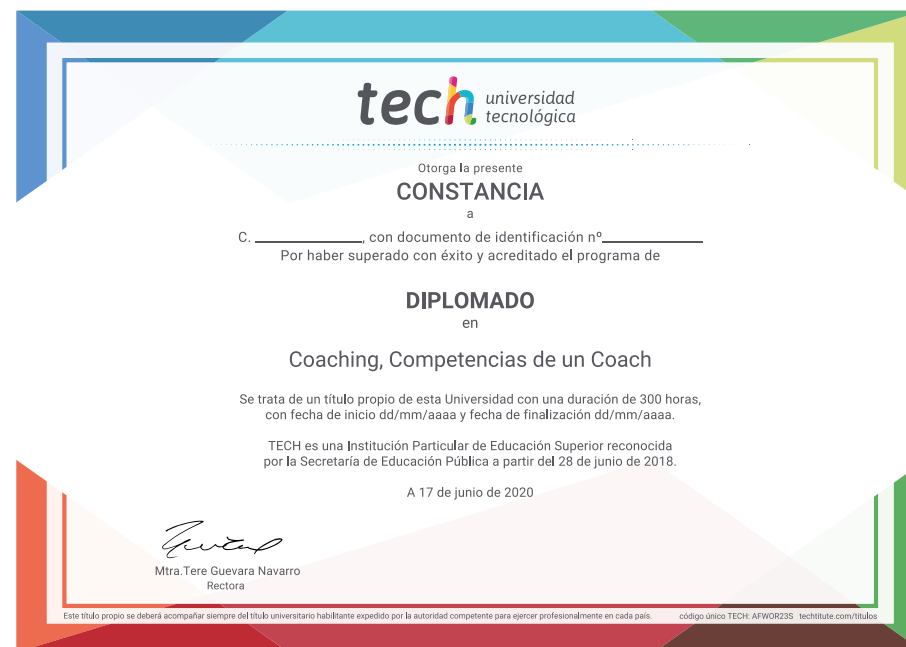 tech universidad
tecnológica
Otorga la presente
CONSTANCIA
a
C. ____________, con documento de identificación nº____________
Por haber superado con éxito y acreditado el programa de
DIPLOMADO
en
Coaching, Competencias de un Coach
Se trata de un título propio de esta Universidad con una duración de 300 horas,
con fecha de inicio dd/mm/aaaa y fecha de finalización dd/mm/aaaa.
TECH es una Institución Particular de Educación Superior reconocida
por la Secretaría de Educación Pública a partir del 28 de junio de 2018.
A 17 de junio de 2020
Mtra.Tere Guevara Navarro
Rectora
Este título propio se deberá acompañar siempre del título universitario habilitante expedido por la autoridad competente para ejercer profesionalmente en cada país. código único TECH: AFWOR23S techtitute.com/titulos